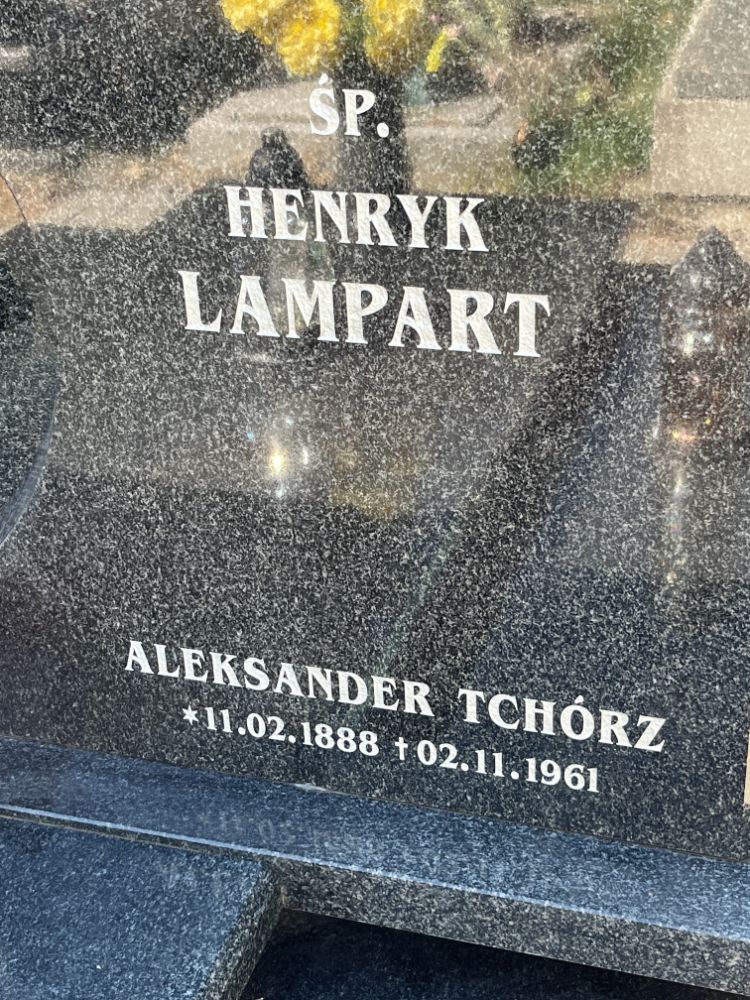 ŚP.
HENRYK
LAMPART
ALEKSANDER TCHÓRZ
*11.02.1888 †02.11.1961